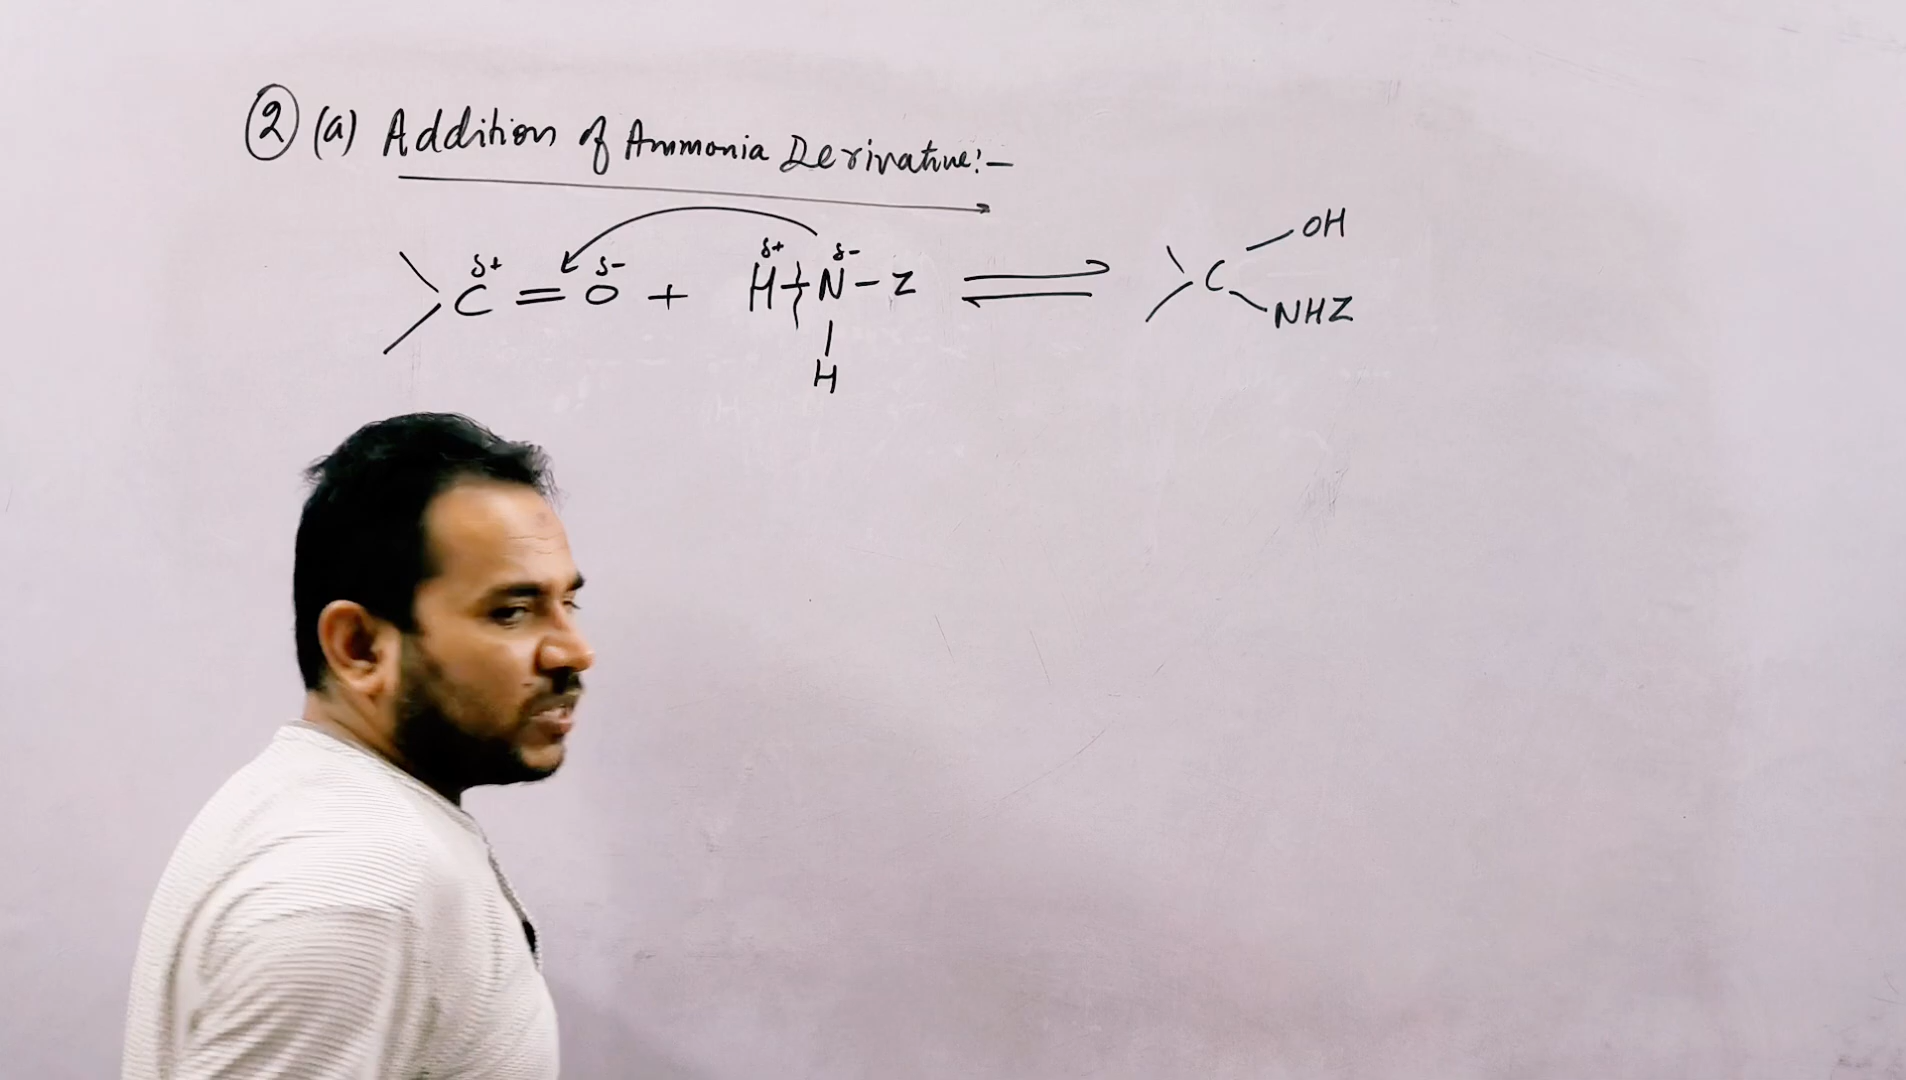 ② (a) Addition of Ammonia Derivative:-
δ+ δ- δ+ δ- OH
C = O + H + N - Z ⇌ C
NHZ
H